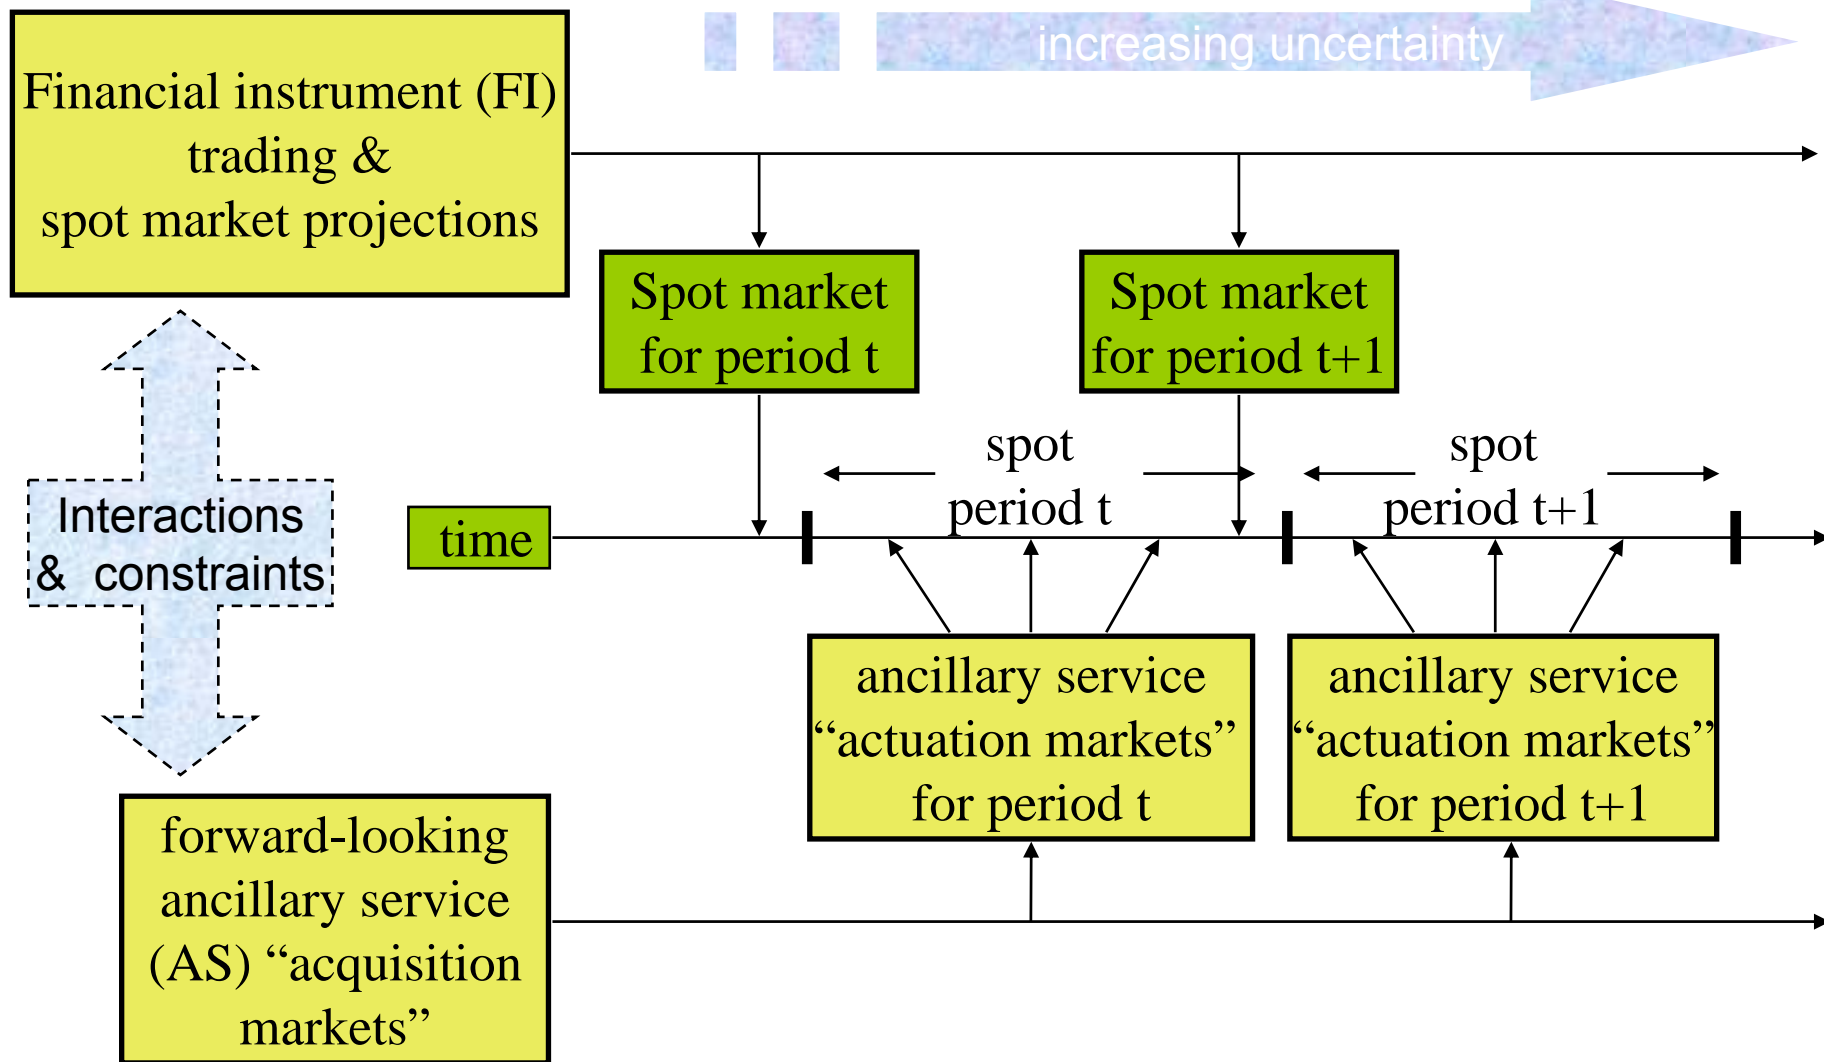 increasing uncertainty
Financial instrument (FI)
trading &
spot market projections
Spot market
for period t
Spot market
for period t+1
spot
period t
spot
period t+1
Interactions
& constraints
time
ancillary service
“actuation markets”
for period t
ancillary service
“actuation markets”
for period t+1
forward-looking
ancillary service
(AS) “acquisition
markets”